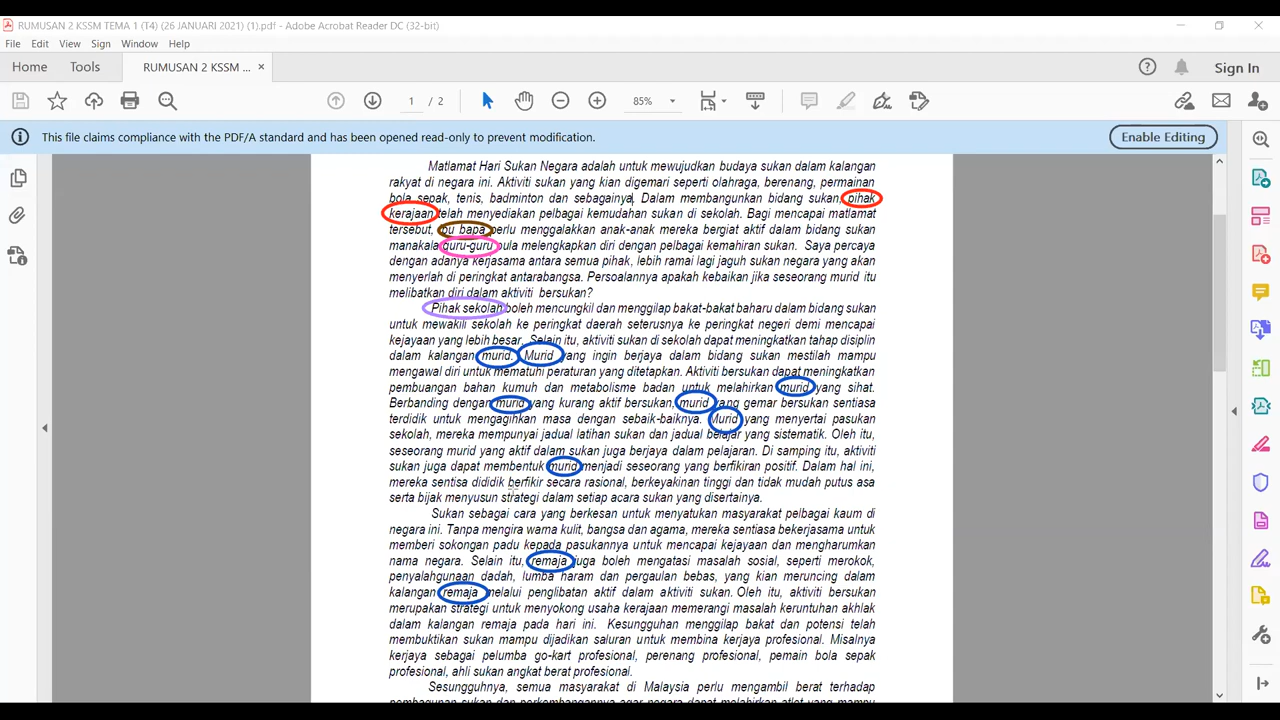 RUMUSAN 2 KSSM TEMA 1 (T4) (26 JANUARI 2021) (1).pdf - Adobe Acrobat Reader DC (32-bit)
File Edit View Sign Window Help
Home Tools RUMUSAN 2 KSSM ... × Sign In
1 / 2 85%
This file claims compliance with the PDF/A standard and has been opened read-only to prevent modification. Enable Editing
Matlamat Hari Sukan Negara adalah untuk mewujudkan budaya sukan dalam kalangan
rakyat di negara ini. Aktiviti sukan yang kian digemari seperti olahraga, berenang, permainan
bola sepak, tenis, badminton dan sebagainya. Dalam membangunkan bidang sukan, pihak
kerajaan telah menyediakan pelbagai kemudahan sukan di sekolah. Bagi mencapai matlamat
tersebut, ibu bapa perlu menggalakkan anak-anak mereka bergiat aktif dalam bidang sukan
manakala guru-guru pula melengkapkan diri dengan pelbagai kemahiran sukan. Saya percaya
dengan adanya kerjasama antara semua pihak, lebih ramai lagi jaguh sukan negara yang akan
menyerlah di peringkat antarabangsa. Persoalannya apakah kebaikan jika seseorang murid itu
melibatkan diri dalam aktiviti bersukan?
Pihak sekolah boleh mencungkil dan menggilap bakat-bakat baharu dalam bidang sukan
untuk mewakili sekolah ke peringkat daerah seterusnya ke peringkat negeri demi mencapai
kejayaan yang lebih besar. Selain itu, aktiviti sukan di sekolah dapat meningkatkan tahap disiplin
dalam kalangan murid. Murid yang ingin berjaya dalam bidang sukan mestilah mampu
mengawal diri untuk mematuhi peraturan yang ditetapkan. Aktiviti bersukan dapat meningkatkan
pembuangan bahan kumuh dan metabolisme badan untuk melahirkan murid yang sihat.
Berbanding dengan murid yang kurang aktif bersukan, murid yang gemar bersukan sentiasa
terdidik untuk mengagihkan masa dengan sebaik-baiknya. Murid yang menyertai pasukan
sekolah, mereka mempunyai jadual latihan sukan dan jadual belajar yang sistematik. Oleh itu,
seseorang murid yang aktif dalam sukan juga berjaya dalam pelajaran. Di samping itu, aktiviti
sukan juga dapat membentuk murid menjadi seseorang yang berfikiran positif. Dalam hal ini,
mereka sentisa dididik berfikir secara rasional, berkeyakinan tinggi dan tidak mudah putus asa
serta bijak menyusun strategi dalam setiap acara sukan yang disertainya.
Sukan sebagai cara yang berkesan untuk menyatukan masyarakat pelbagai kaum di
negara ini. Tanpa mengira warna kulit, bangsa dan agama, mereka sentiasa bekerjasama untuk
memberi sokongan padu kepada pasukannya untuk mencapai kejayaan dan mengharumkan
nama negara. Selain itu, remaja juga boleh mengatasi masalah sosial, seperti merokok,
penyalahgunaan dadah, lumba haram dan pergaulan bebas, yang kian meruncing dalam
kalangan remaja melalui penglibatan aktif dalam aktiviti sukan. Oleh itu, aktiviti bersukan
merupakan strategi untuk menyokong usaha kerajaan memerangi masalah keruntuhan akhlak
dalam kalangan remaja pada hari ini. Kesungguhan menggilap bakat dan potensi telah
membuktikan sukan mampu dijadikan saluran untuk membina kerjaya profesional. Misalnya
kerjaya sebagai pelumba go-kart profesional, perenang profesional, pemain bola sepak
profesional, ahli sukan angkat berat profesional.
Sesungguhnya, semua masyarakat di Malaysia perlu mengambil berat terhadap